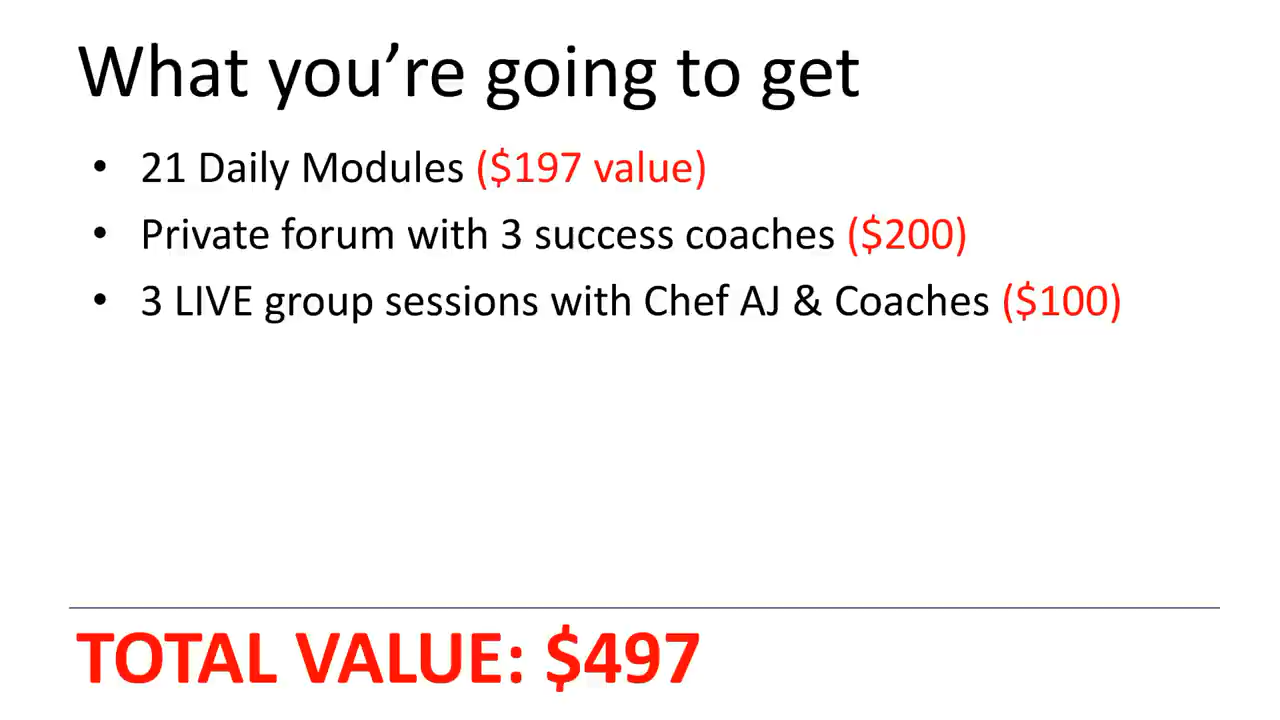 What you’re going to get
• 21 Daily Modules ($197 value)
• Private forum with 3 success coaches ($200)
• 3 LIVE group sessions with Chef AJ & Coaches ($100)
TOTAL VALUE: $497